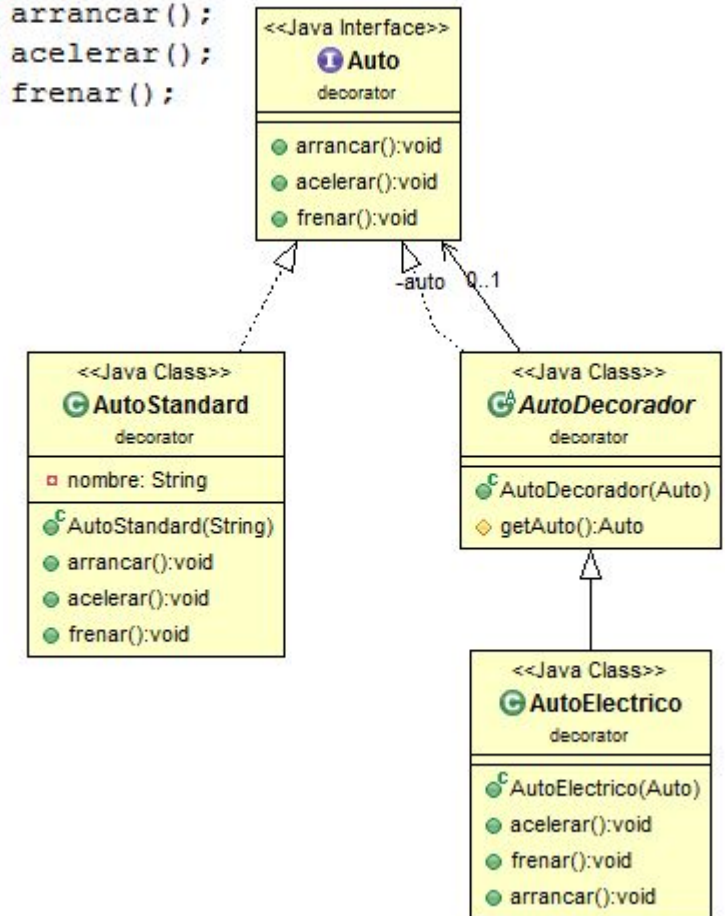 arrancar();
acelerar();
frenar();
<<Java Interface>>
I Auto
decorator
arrancar():void
acelerar():void
frenar():void
-auto 0..1
<<Java Class>>
C AutoStandard
decorator
nombre: String
C AutoStandard(String)
arrancar():void
acelerar():void
frenar():void
<<Java Class>>
C A AutoDecorador
decorator
C AutoDecorador(Auto)
getAuto():Auto
<<Java Class>>
C AutoElectrico
decorator
C AutoElectrico(Auto)
acelerar():void
frenar():void
arrancar():void